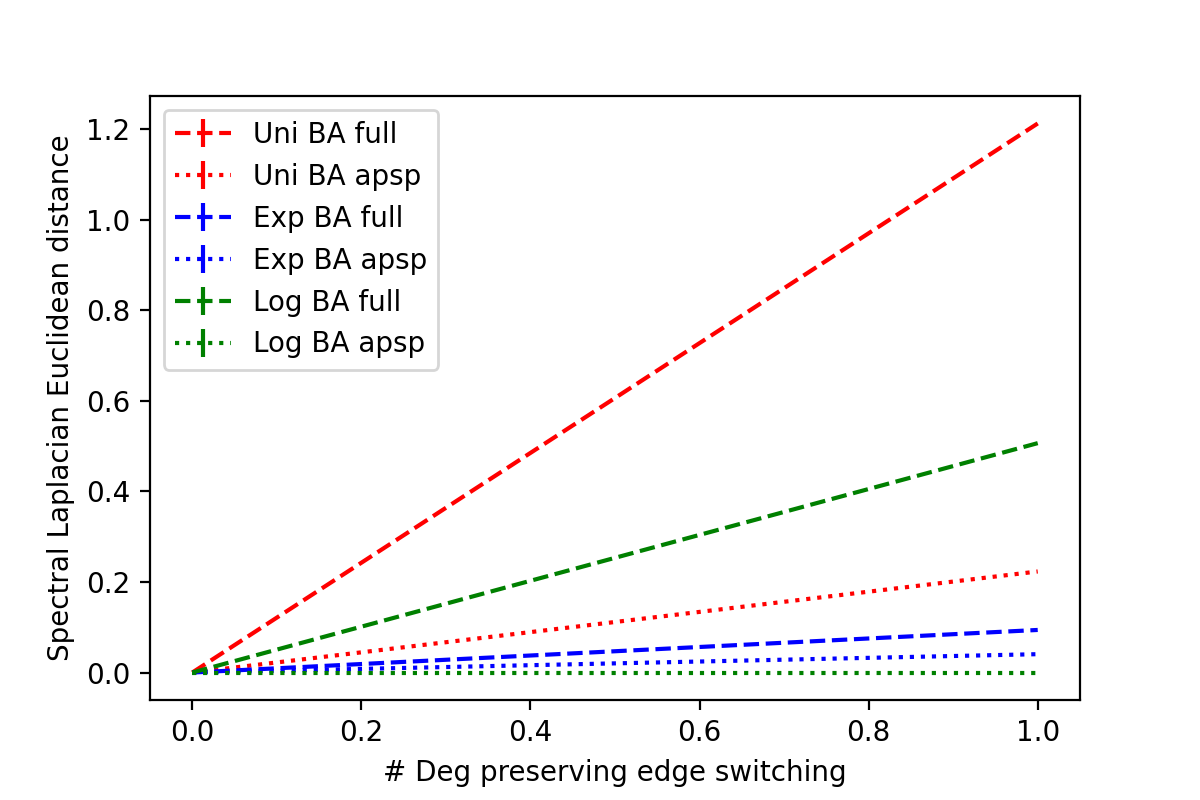 Uni BA full
Uni BA apsp
Exp BA full
Exp BA apsp
Log BA full
Log BA apsp
Spectral Laplacian Euclidean distance
1.2
1.0
0.8
0.6
0.4
0.2
0.0
0.0 0.2 0.4 0.6 0.8 1.0
# Deg preserving edge switching